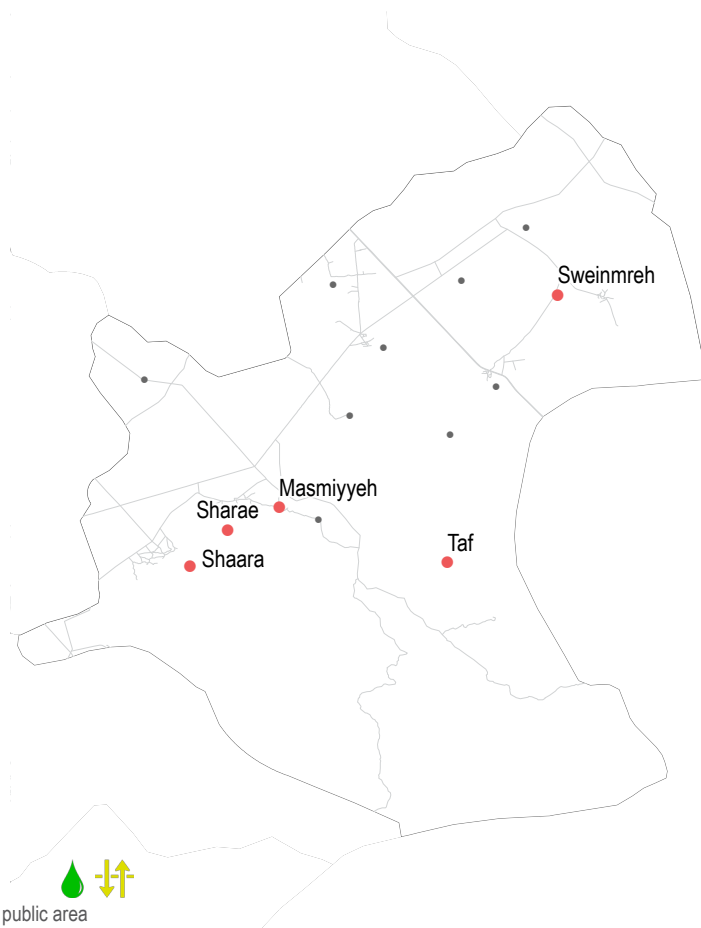 Sweinmreh
Masmiyyeh
Sharae
Taf
Shaara
public area